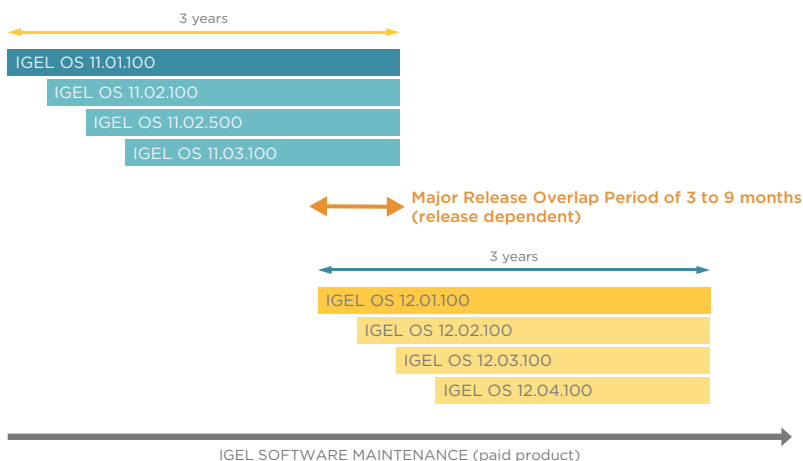 3 years
IGEL OS 11.01.100
IGEL OS 11.02.100
IGEL OS 11.02.500
IGEL OS 11.03.100
Major Release Overlap Period of 3 to 9 months
(release dependent)
3 years
IGEL OS 12.01.100
IGEL OS 12.02.100
IGEL OS 12.03.100
IGEL OS 12.04.100
IGEL SOFTWARE MAINTENANCE (paid product)